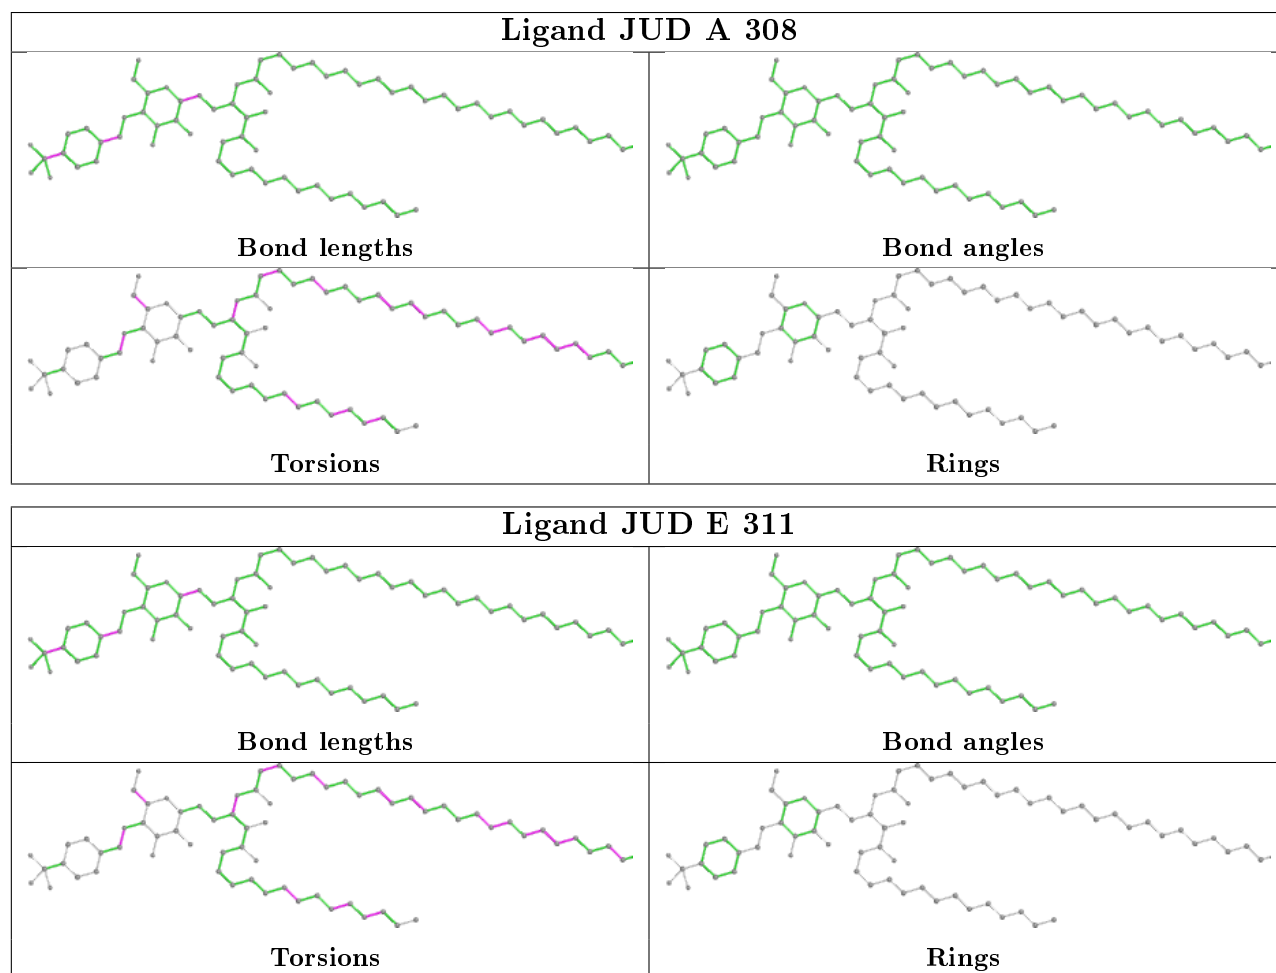 Ligand JUD A 308
Bond lengths
Bond angles
Torsions
Rings
Ligand JUD E 311
Bond lengths
Bond angles
Torsions
Rings